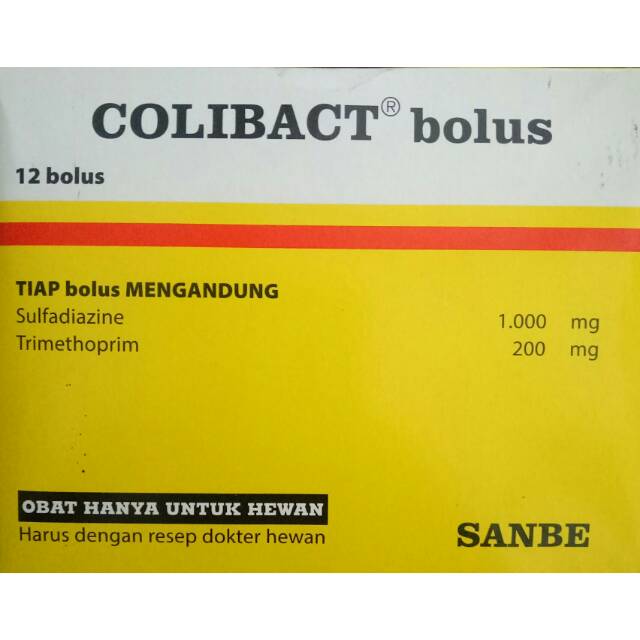 COLIBACT® bolus
12 bolus
TIAP bolus MENGANDUNG
Sulfadiazine 1.000 mg
Trimethoprim 200 mg
OBAT HANYA UNTUK HEWAN
Harus dengan resep dokter hewan
SANBE